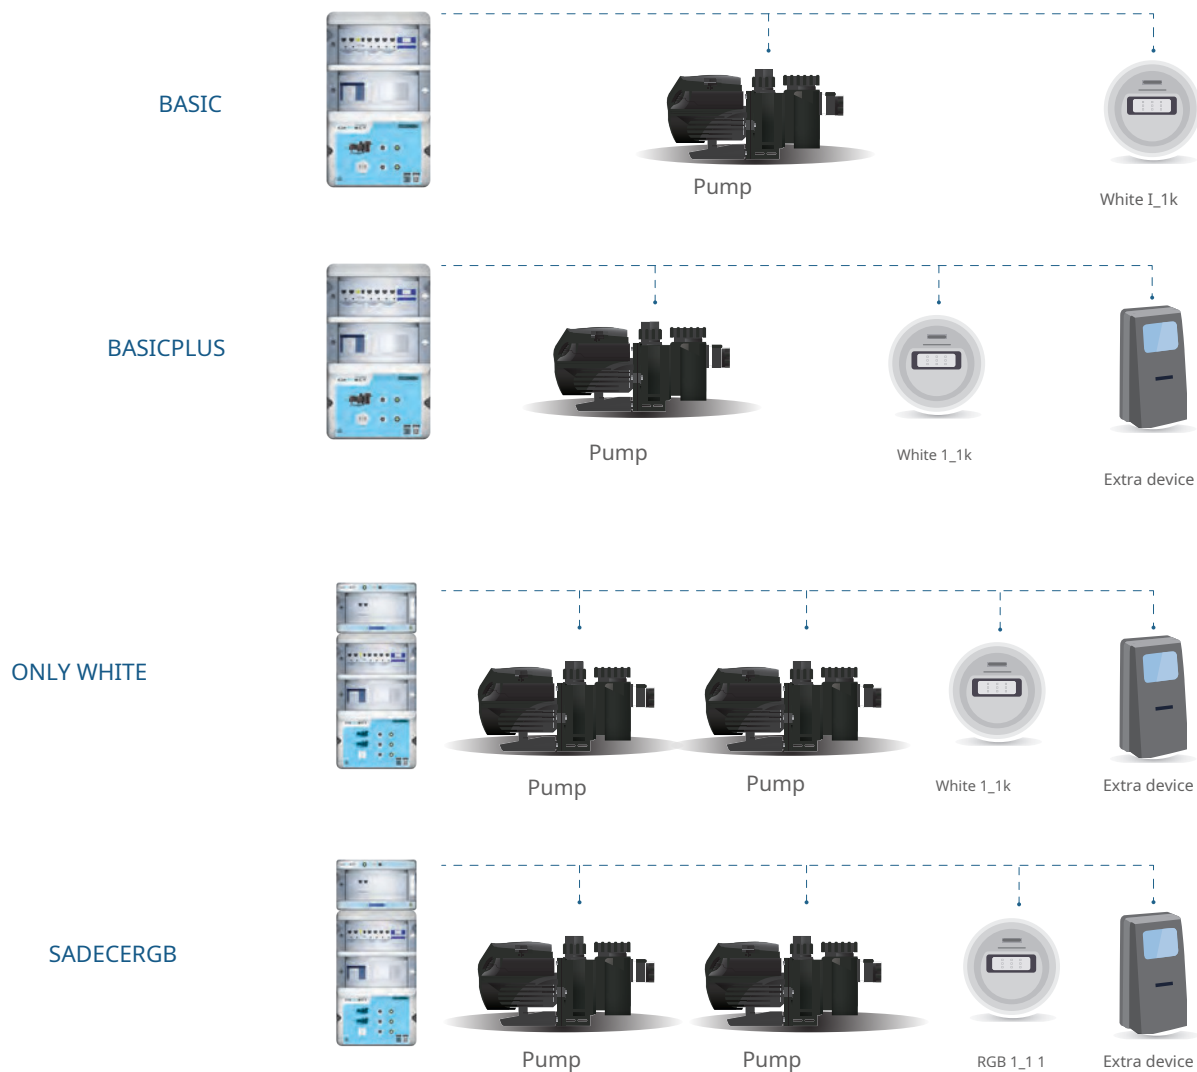 BASIC
Pump
White I_1k
BASICPLUS
Pump
White 1_1k
Extra device
ONLY WHITE
Pump
Pump
White 1_1k
Extra device
SADECERGB
Pump
Pump
RGB 1_1 1
Extra device